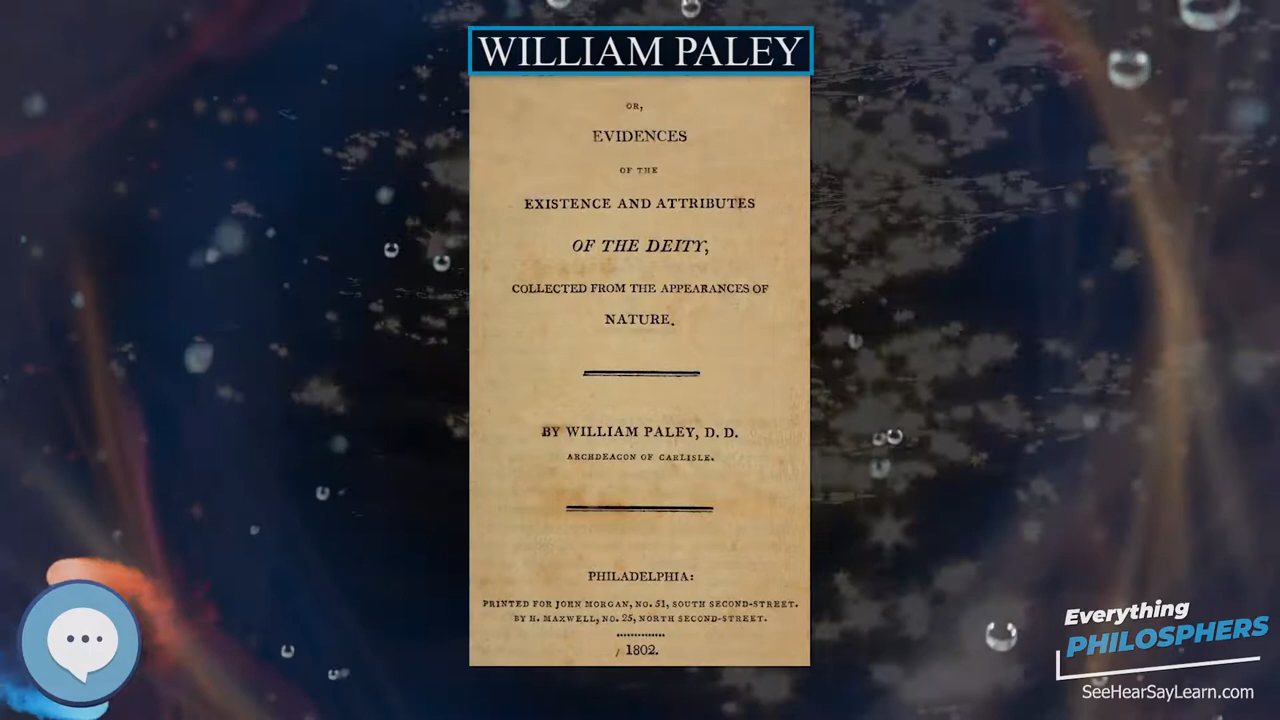 WILLIAM PALEY
OR,
EVIDENCES
OF THE
EXISTENCE AND ATTRIBUTES
OF THE DEITY,
COLLECTED FROM THE APPEARANCES OF
NATURE.
BY WILLIAM PALEY, D. D.
ARCHDEACON OF CARLISLE.
PHILADELPHIA:
PRINTED FOR JOHN MORGAN, NO. 51, SOUTH SECOND-STREET.
BY H. MAXWELL, NO. 25, NORTH SECOND-STREET.
1802.
Everything
PHILOSPHERS
SeeHearSayLearn.com